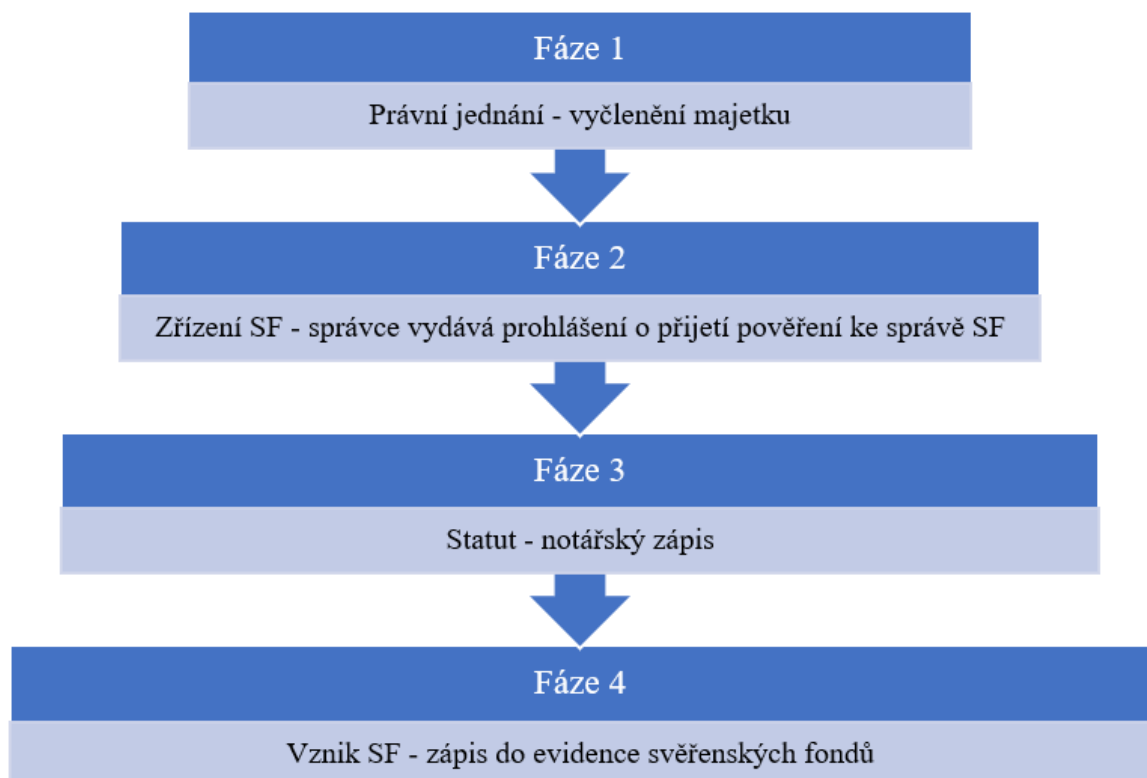 Fáze 1
Právní jednání - vyčlenění majetku
Fáze 2
Zřízení SF - správce vydává prohlášení o přijetí pověření ke správě SF
Fáze 3
Statut - notářský zápis
Fáze 4
Vznik SF - zápis do evidence svěřenských fondů